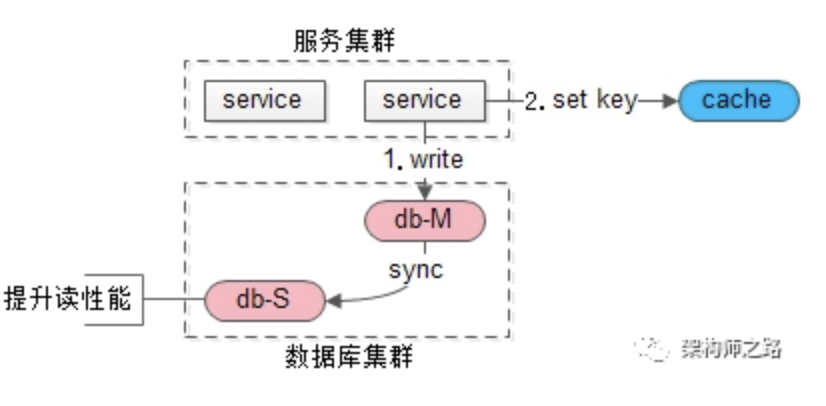 服务集群
service
service
2. set key
cache
1. write
db-M
sync
提升读性能
db-S
数据库集群
架构师之路